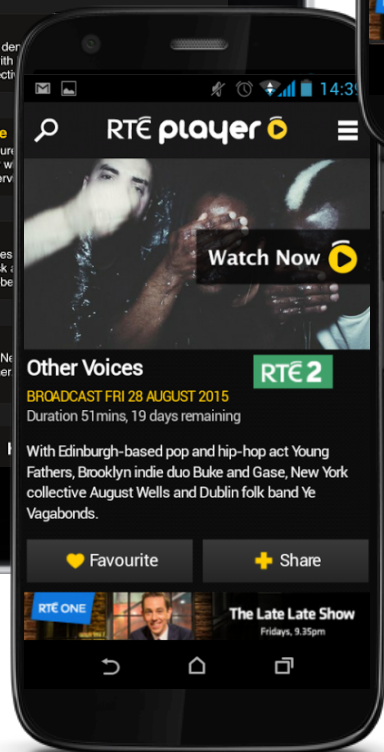 14:39
RTÉ player
Watch Now
Other Voices
RTÉ 2
BROADCAST FRI 28 AUGUST 2015
Duration 51mins, 19 days remaining
With Edinburgh-based pop and hip-hop act Young
Fathers, Brooklyn indie duo Buke and Gase, New York
collective August Wells and Dublin folk band Ye
Vagabonds.
Favourite
Share
RTÉ ONE
The Late Late Show
Fridays, 9.35pm